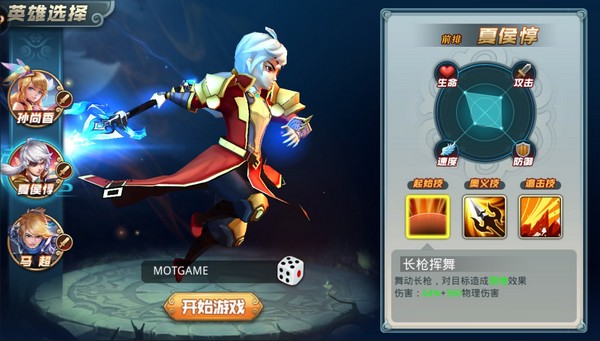 英雄选择
孙尚香
夏侯惇
马超
MOTGAME
开始游戏
前排 夏侯惇
生命 攻击
速度 防御
起始技 奥义技 追击技
长枪挥舞
舞动长枪，对目标造成 效果
伤害： 物理伤害